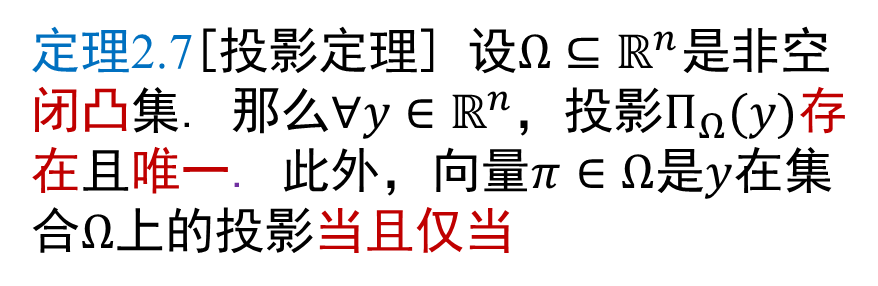 定理2.7[投影定理] 设Ω ⊆ ℝⁿ是非空
闭凸集. 那么∀𝑦 ∈ ℝⁿ，投影Π_Ω(𝑦)存
在且唯一. 此外，向量𝜋 ∈ Ω是𝑦在集
合Ω上的投影当且仅当